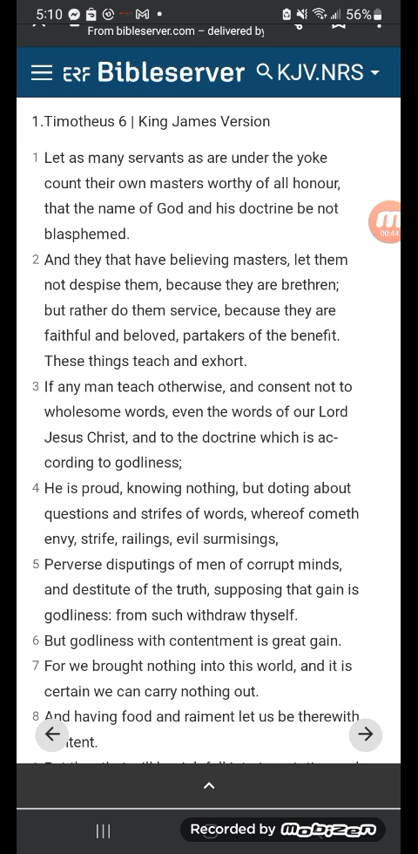 5:10 56%
From bibleserver.com – delivered by
ERF Bibleserver KJV.NRS
1.Timotheus 6 | King James Version
1 Let as many servants as are under the yoke
count their own masters worthy of all honour,
that the name of God and his doctrine be not
blasphemed.
00:44
2 And they that have believing masters, let them
not despise them, because they are brethren;
but rather do them service, because they are
faithful and beloved, partakers of the benefit.
These things teach and exhort.
3 If any man teach otherwise, and consent not to
wholesome words, even the words of our Lord
Jesus Christ, and to the doctrine which is ac-
cording to godliness;
4 He is proud, knowing nothing, but doting about
questions and strifes of words, whereof cometh
envy, strife, railings, evil surmisings,
5 Perverse disputings of men of corrupt minds,
and destitute of the truth, supposing that gain is
godliness: from such withdraw thyself.
6 But godliness with contentment is great gain.
7 For we brought nothing into this world, and it is
certain we can carry nothing out.
8 And having food and raiment let us be therewith
tent.
Recorded by mobizen